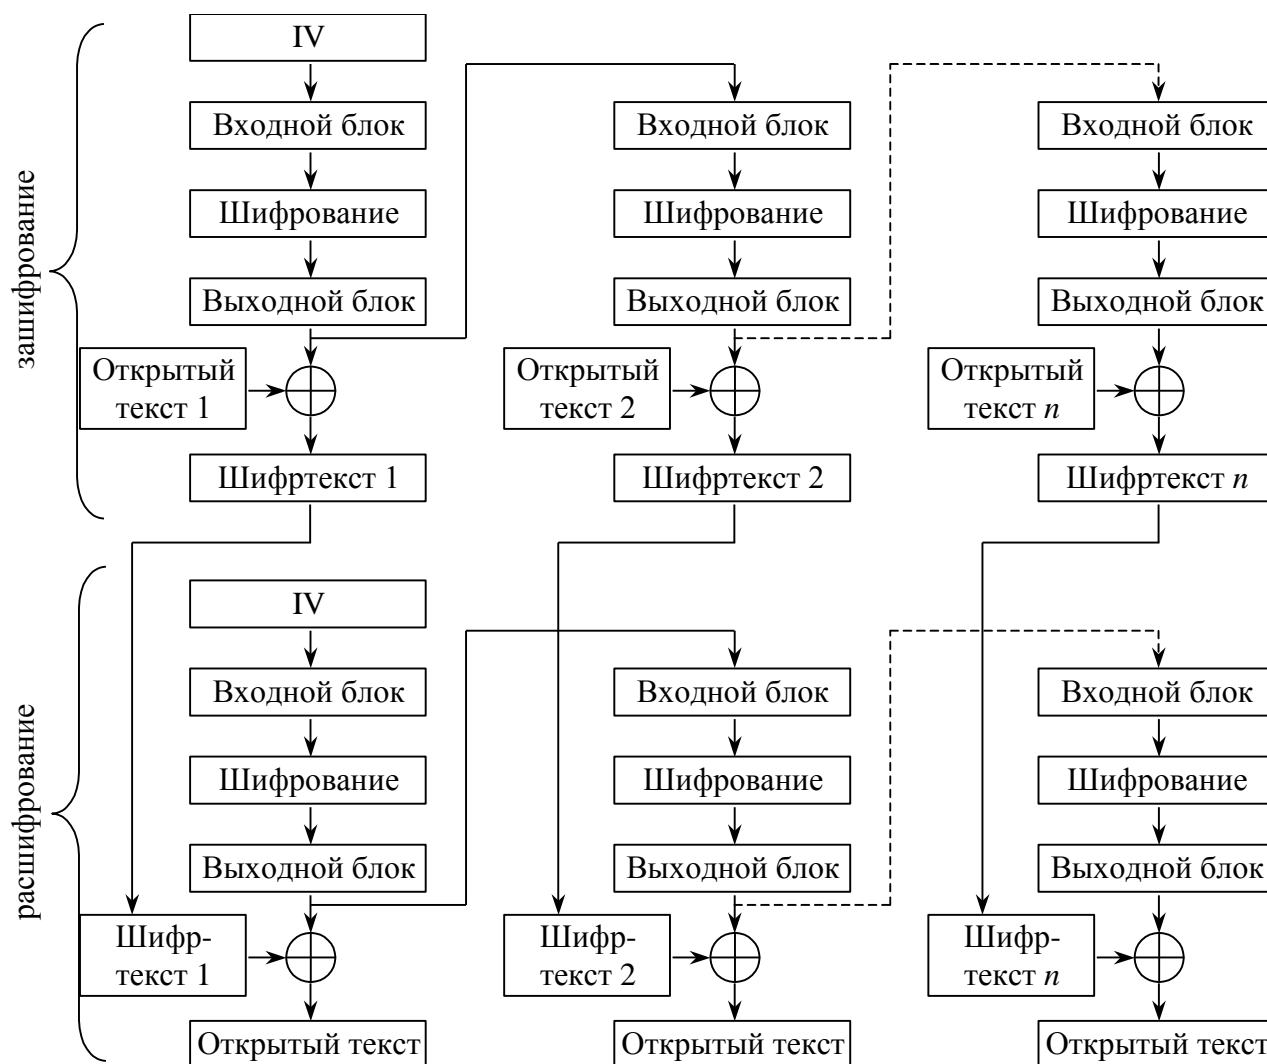 зашифрование
IV
Входной блок
Входной блок
Входной блок
Шифрование
Шифрование
Шифрование
Выходной блок
Выходной блок
Выходной блок
Открытый
текст 1
Открытый
текст 2
Открытый
текст n
Шифртекст 1
Шифртекст 2
Шифртекст n
расшифрование
IV
Входной блок
Входной блок
Входной блок
Шифрование
Шифрование
Шифрование
Выходной блок
Выходной блок
Выходной блок
Шифр-
текст 1
Шифр-
текст 2
Шифр-
текст n
Открытый текст
Открытый текст
Открытый текст